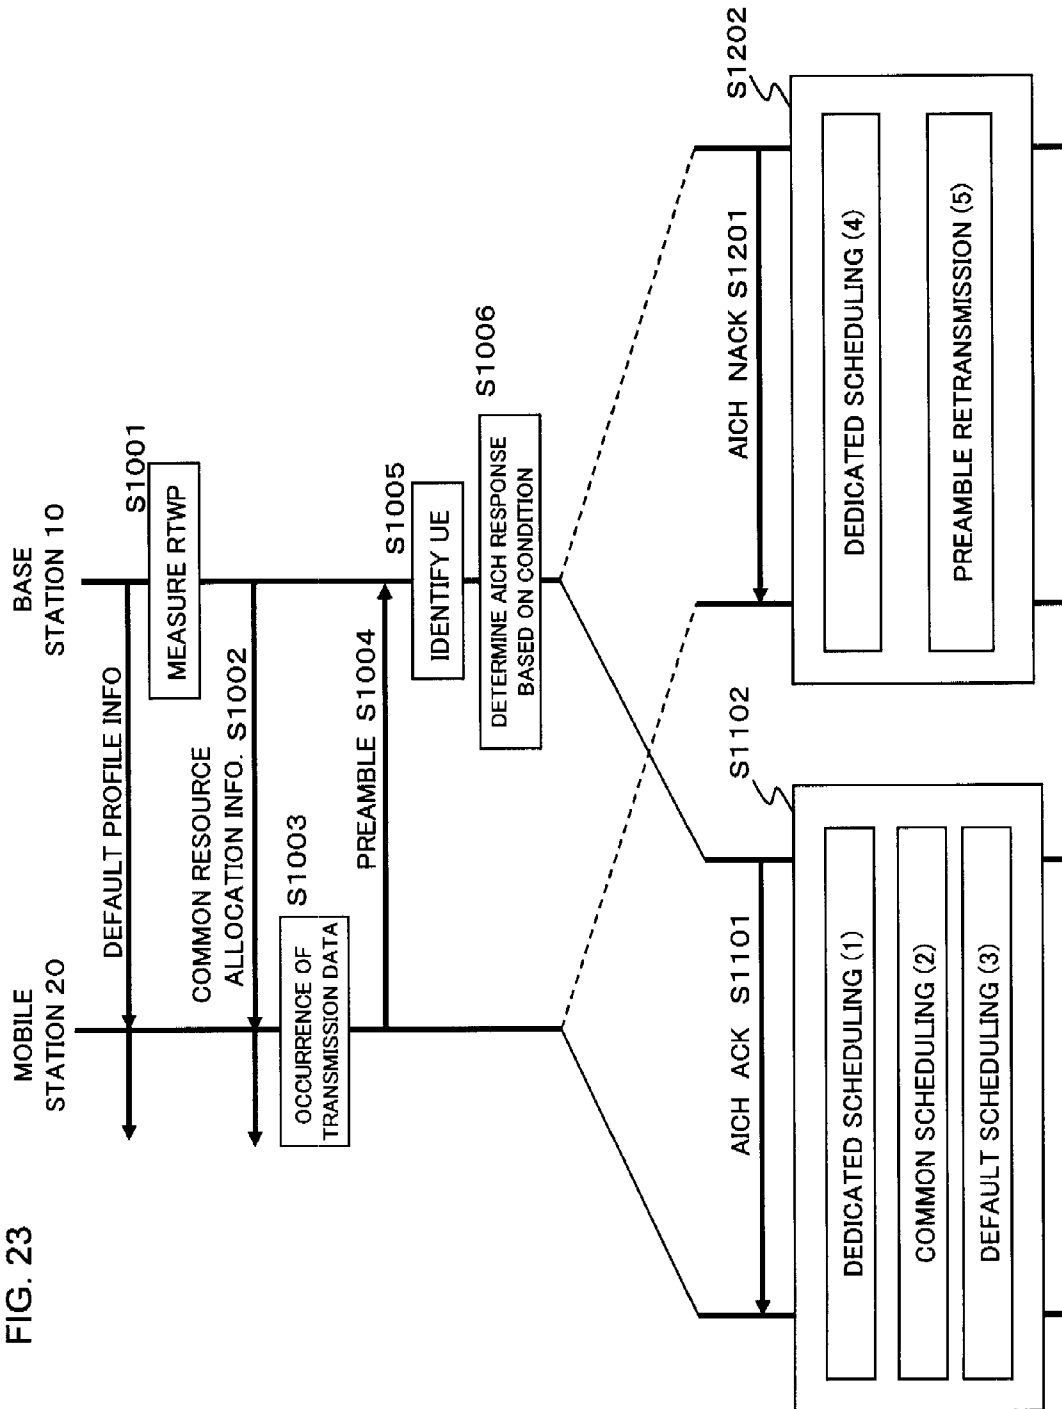 FIG. 23
MOBILE
STATION 20
BASE
STATION 10
DEFAULT PROFILE INFO
S1001
MEASURE RTWP
COMMON RESOURCE
ALLOCATION INFO. S1002
S1003
OCCURRENCE OF
TRANSMISSION DATA
PREAMBLE S1004
S1005
IDENTIFY UE
S1006
DETERMINE AICH RESPONSE
BASED ON CONDITION
AICH ACK S1101
S1102
DEDICATED SCHEDULING (1)
COMMON SCHEDULING (2)
DEFAULT SCHEDULING (3)
AICH NACK S1201
S1202
DEDICATED SCHEDULING (4)
PREAMBLE RETRANSMISSION (5)